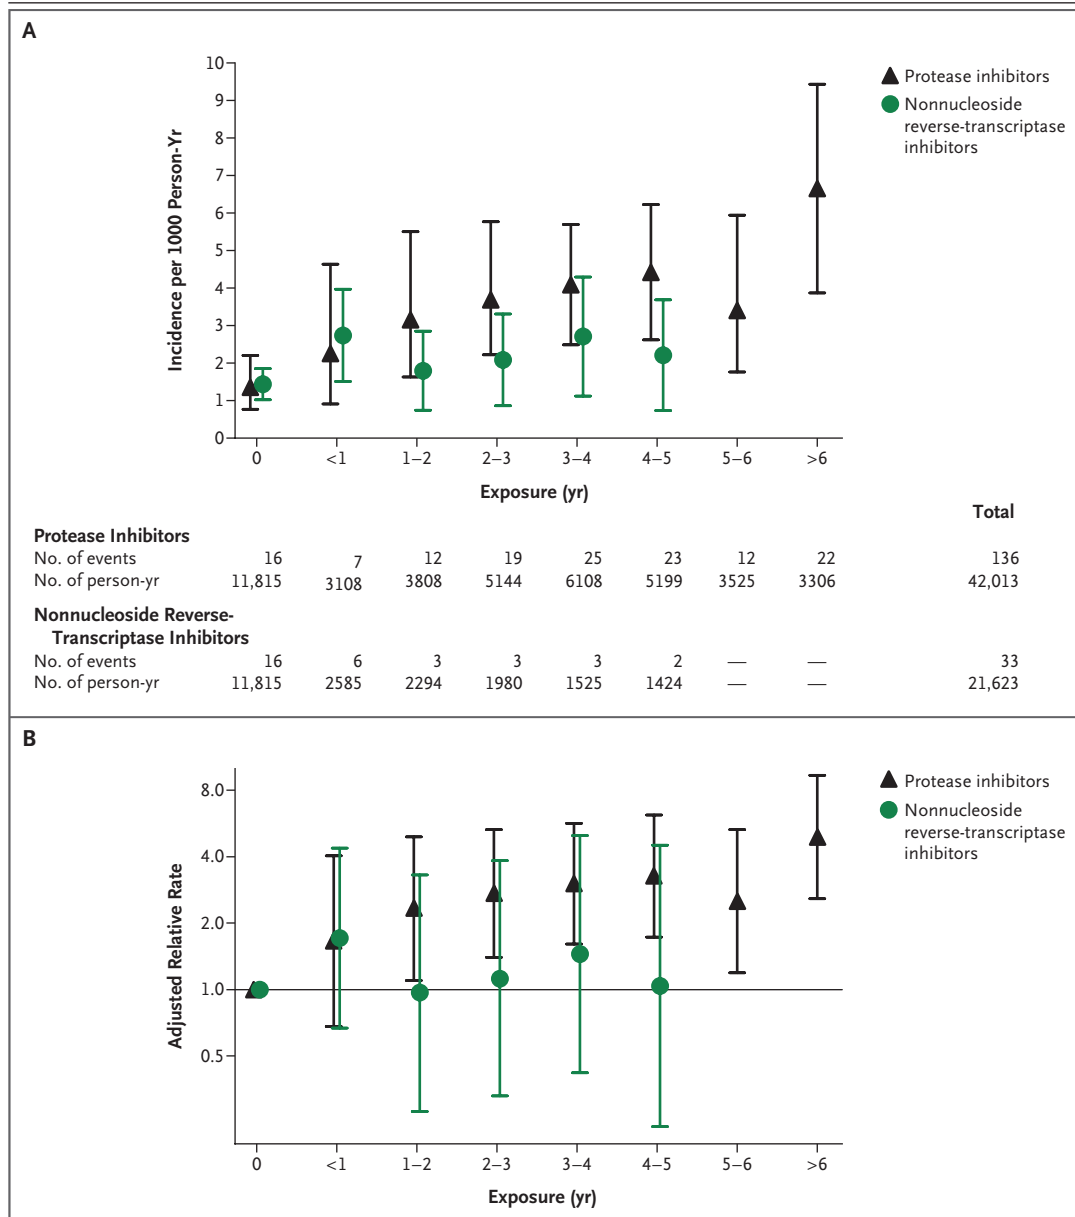 A
10
9
8
7
6
5
4
3
2
1
0
Incidence per 1000 Person-Yr
Protease inhibitors
Nonnucleoside
reverse-transcriptase
inhibitors
0 <1 1–2 2–3 3–4 4–5 5–6 >6
Exposure (yr)
Total
Protease Inhibitors
No. of events 16 7 12 19 25 23 12 22 136
No. of person-yr 11,815 3108 3808 5144 6108 5199 3525 3306 42,013
Nonnucleoside Reverse-
Transcriptase Inhibitors
No. of events 16 6 3 3 3 2 — — 33
No. of person-yr 11,815 2585 2294 1980 1525 1424 — — 21,623
B
8.0
4.0
2.0
1.0
0.5
Adjusted Relative Rate
Protease inhibitors
Nonnucleoside
reverse-transcriptase
inhibitors
0 <1 1–2 2–3 3–4 4–5 5–6 >6
Exposure (yr)